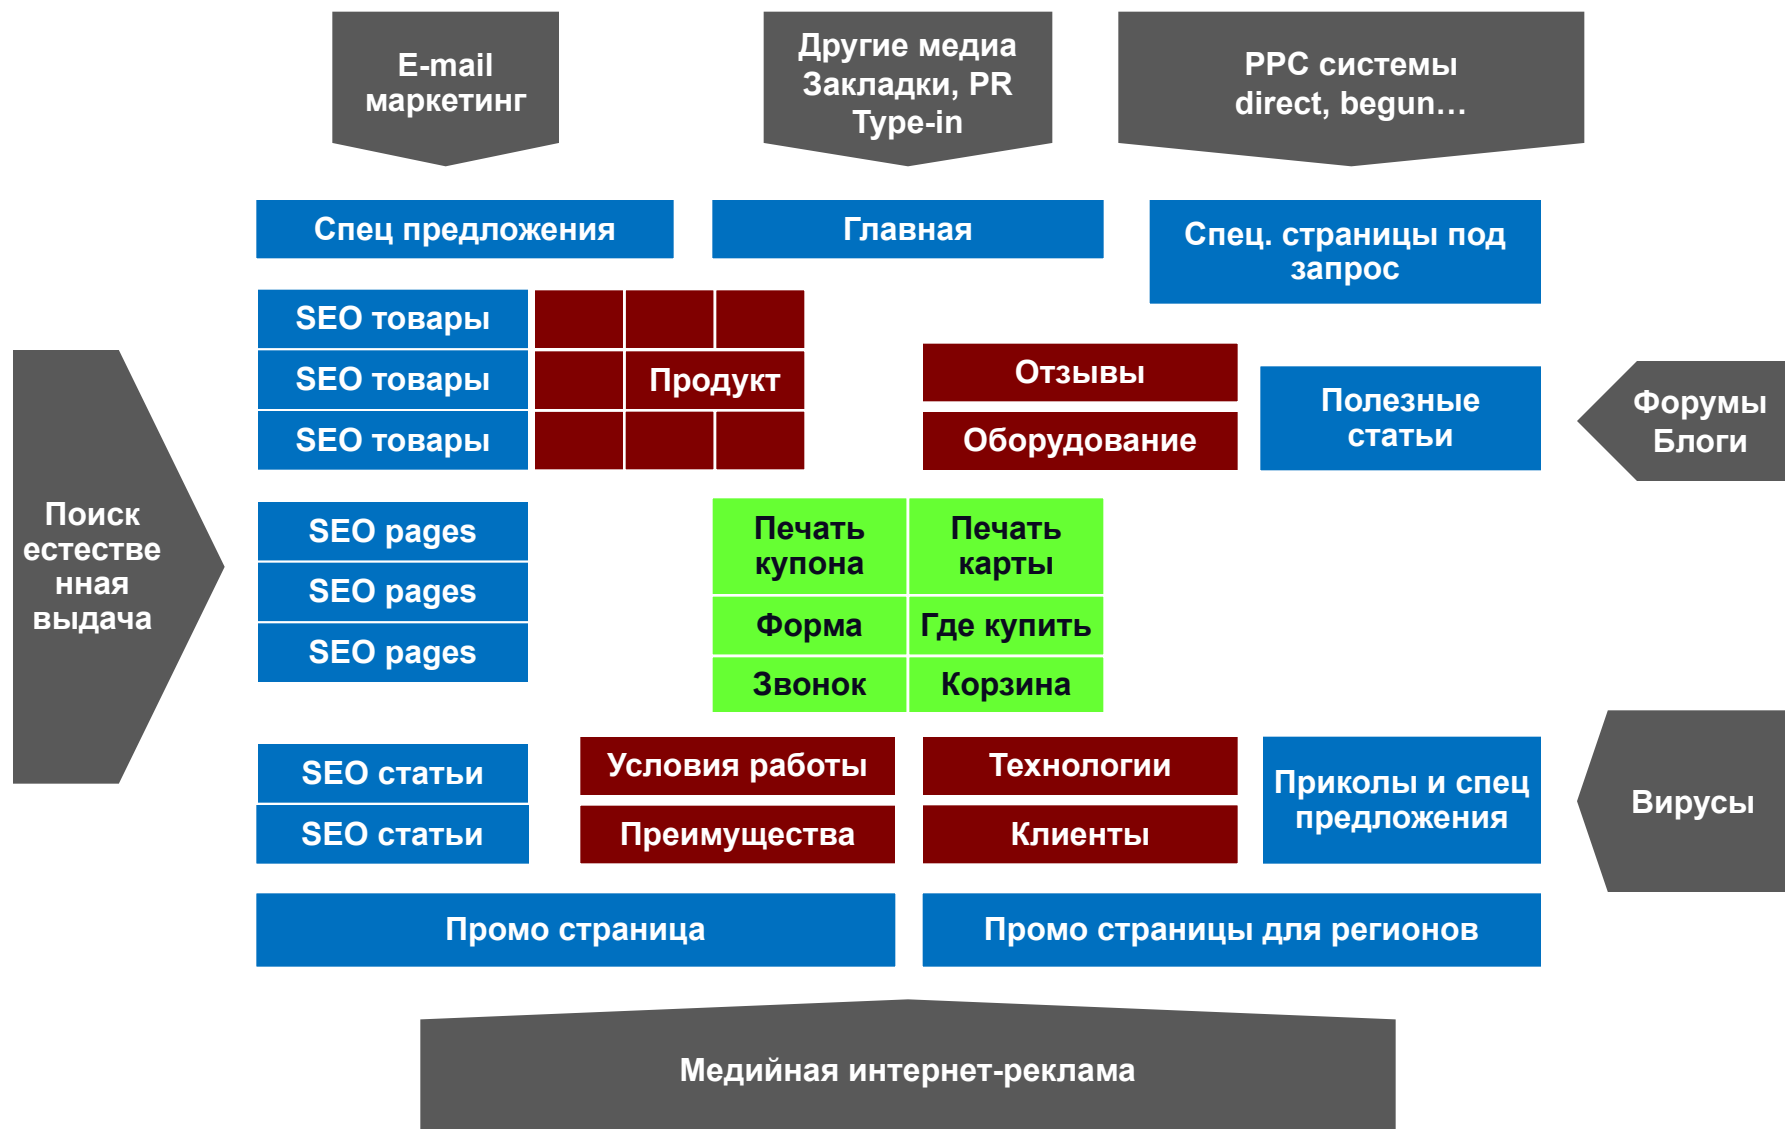 E-mail
маркетинг
Другие медиа
Закладки, PR
Type-in
PPC системы
direct, begun…
Спец предложения
Главная
Спец. страницы под
запрос
SEO товары
SEO товары
Продукт
SEO товары
Отзывы
Оборудование
Полезные
статьи
Форумы
Блоги
Поиск
естестве
нная
выдача
SEO pages
SEO pages
SEO pages
Печать
купона
Печать
карты
Форма
Где купить
Звонок
Корзина
SEO статьи
SEO статьи
Условия работы
Преимущества
Технологии
Клиенты
Приколы и спец
предложения
Вирусы
Промо страница
Промо страницы для регионов
Медийная интернет-реклама